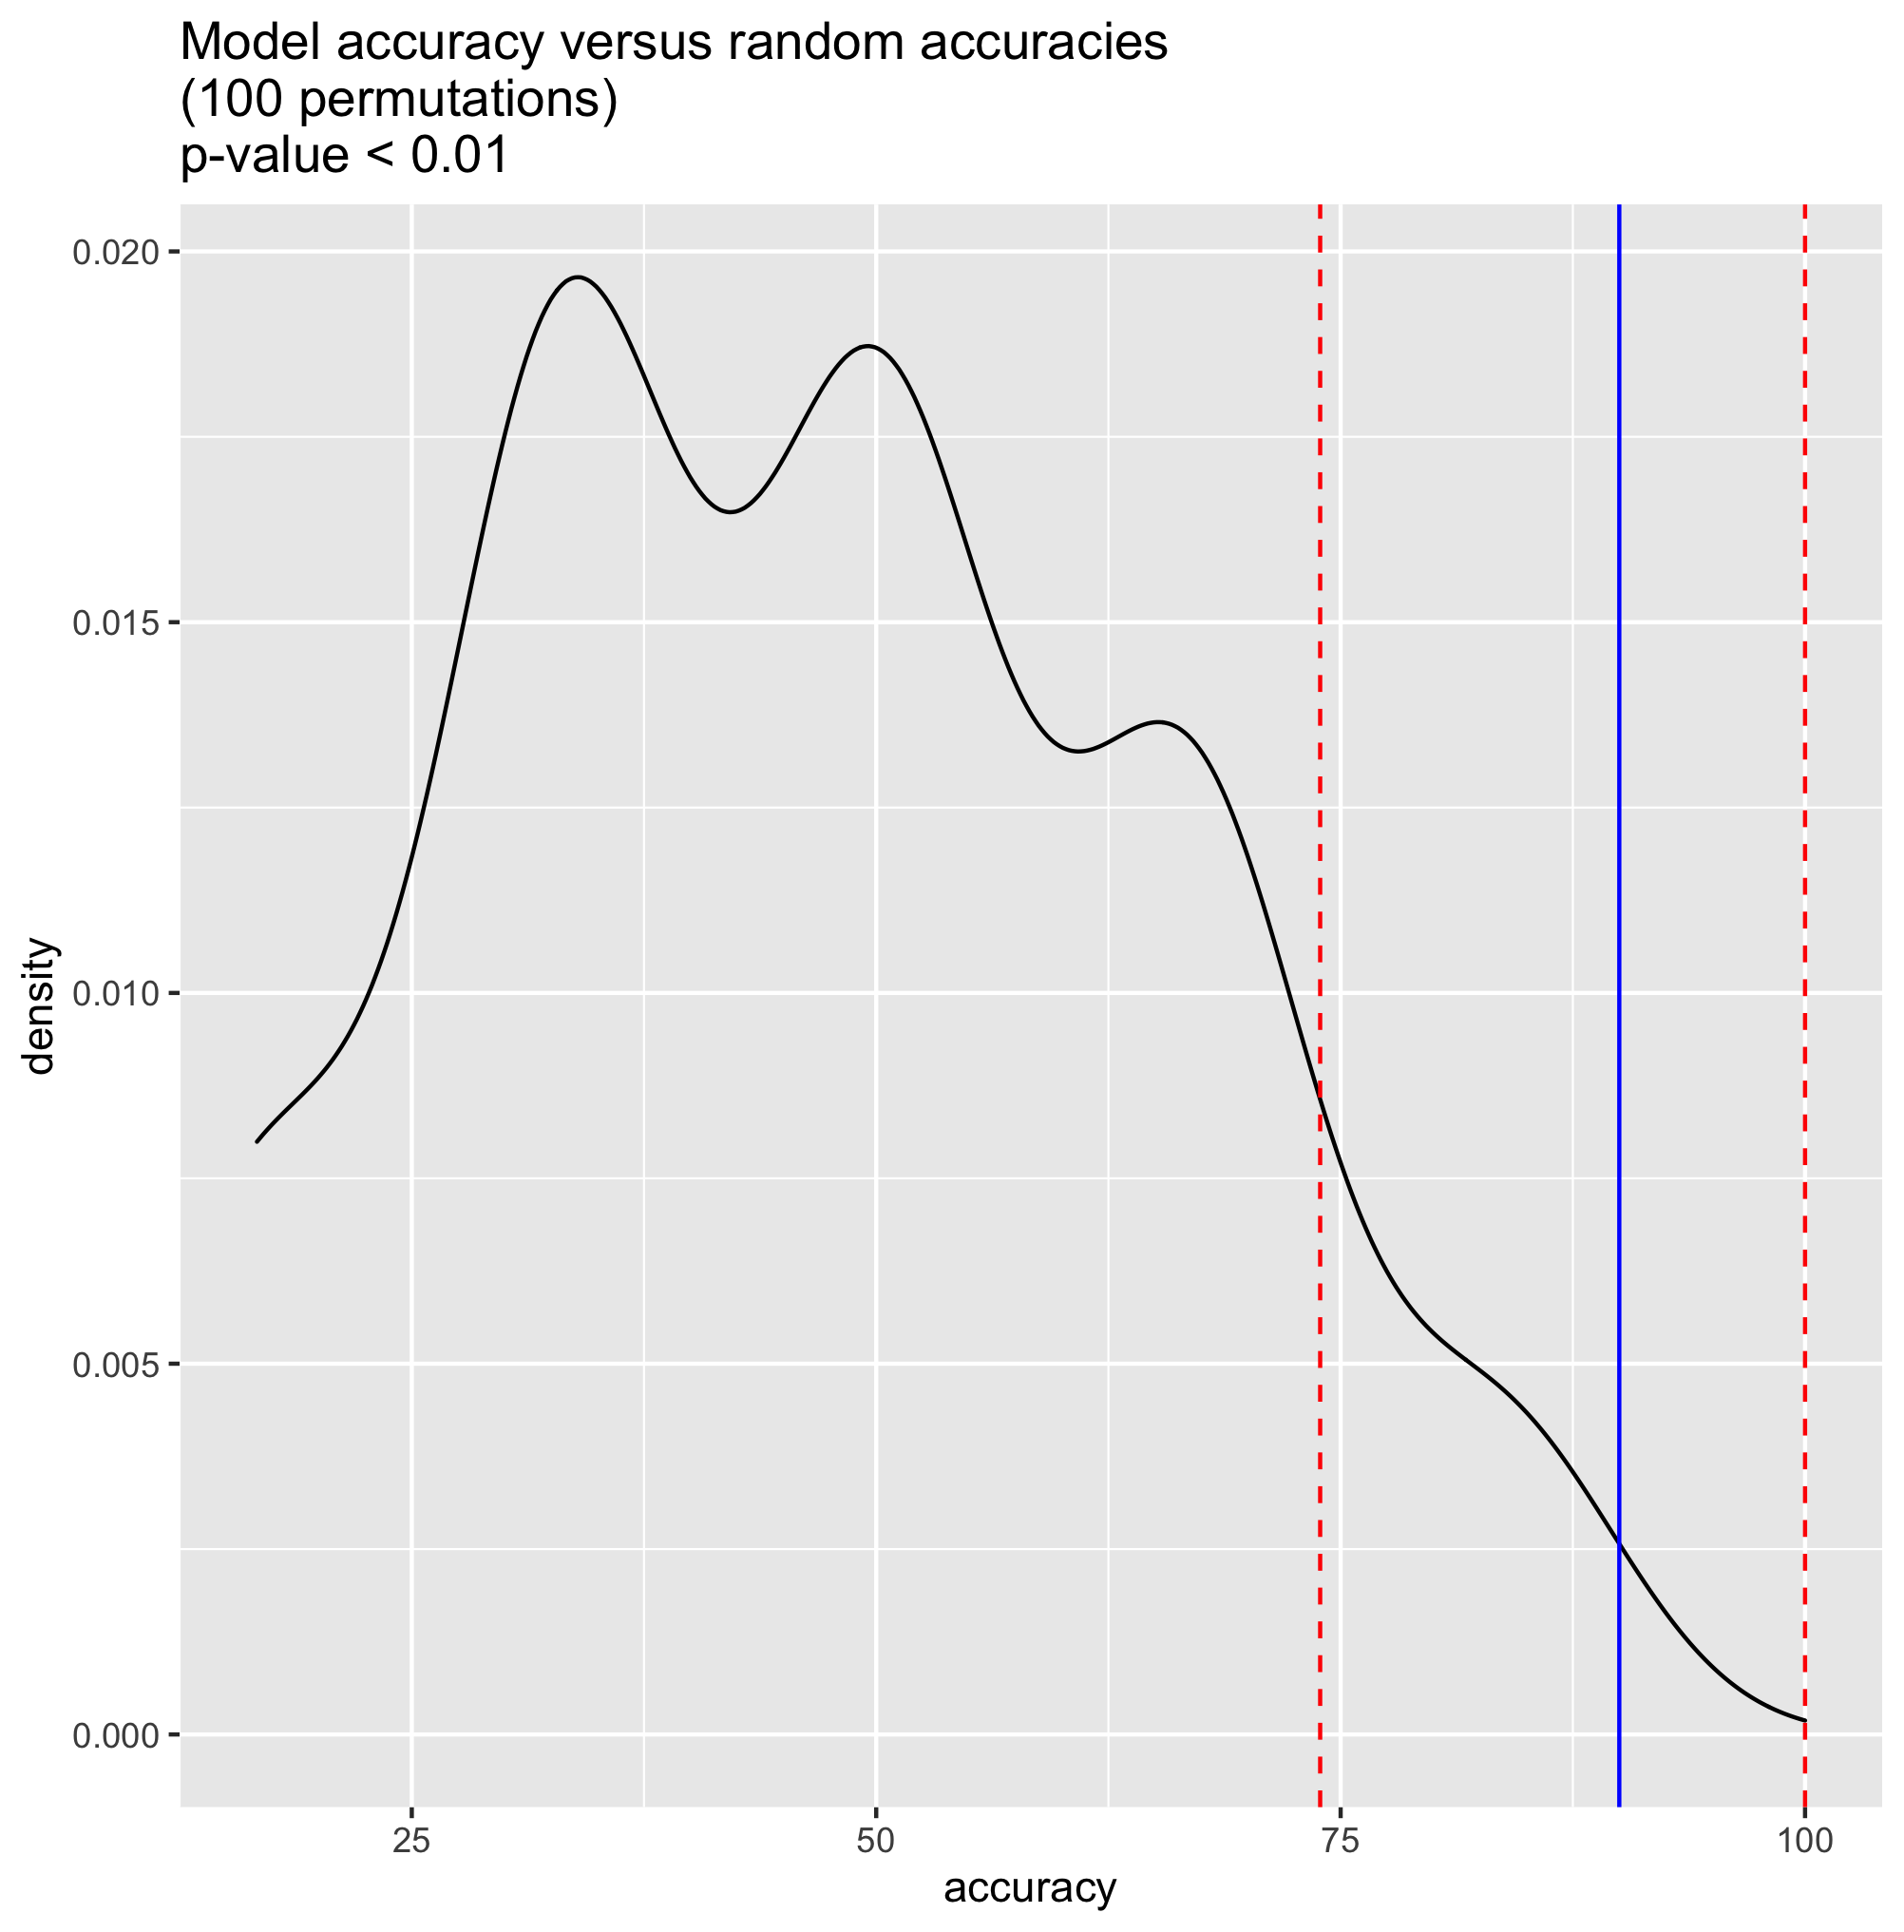 Model accuracy versus random accuracies
(100 permutations)
p-value < 0.01
0.020
0.015
0.010
0.005
0.000
density
25
50
75
100
accuracy